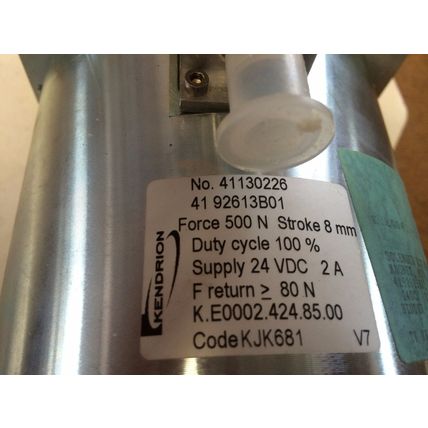 No. 41130226
41 92613B01
Force 500 N Stroke 8 mm
Duty cycle 100 %
Supply 24 VDC 2 A
F return ≥ 80 N
K.E0002.424.85.00
Code KJK681 V7
KENDRION